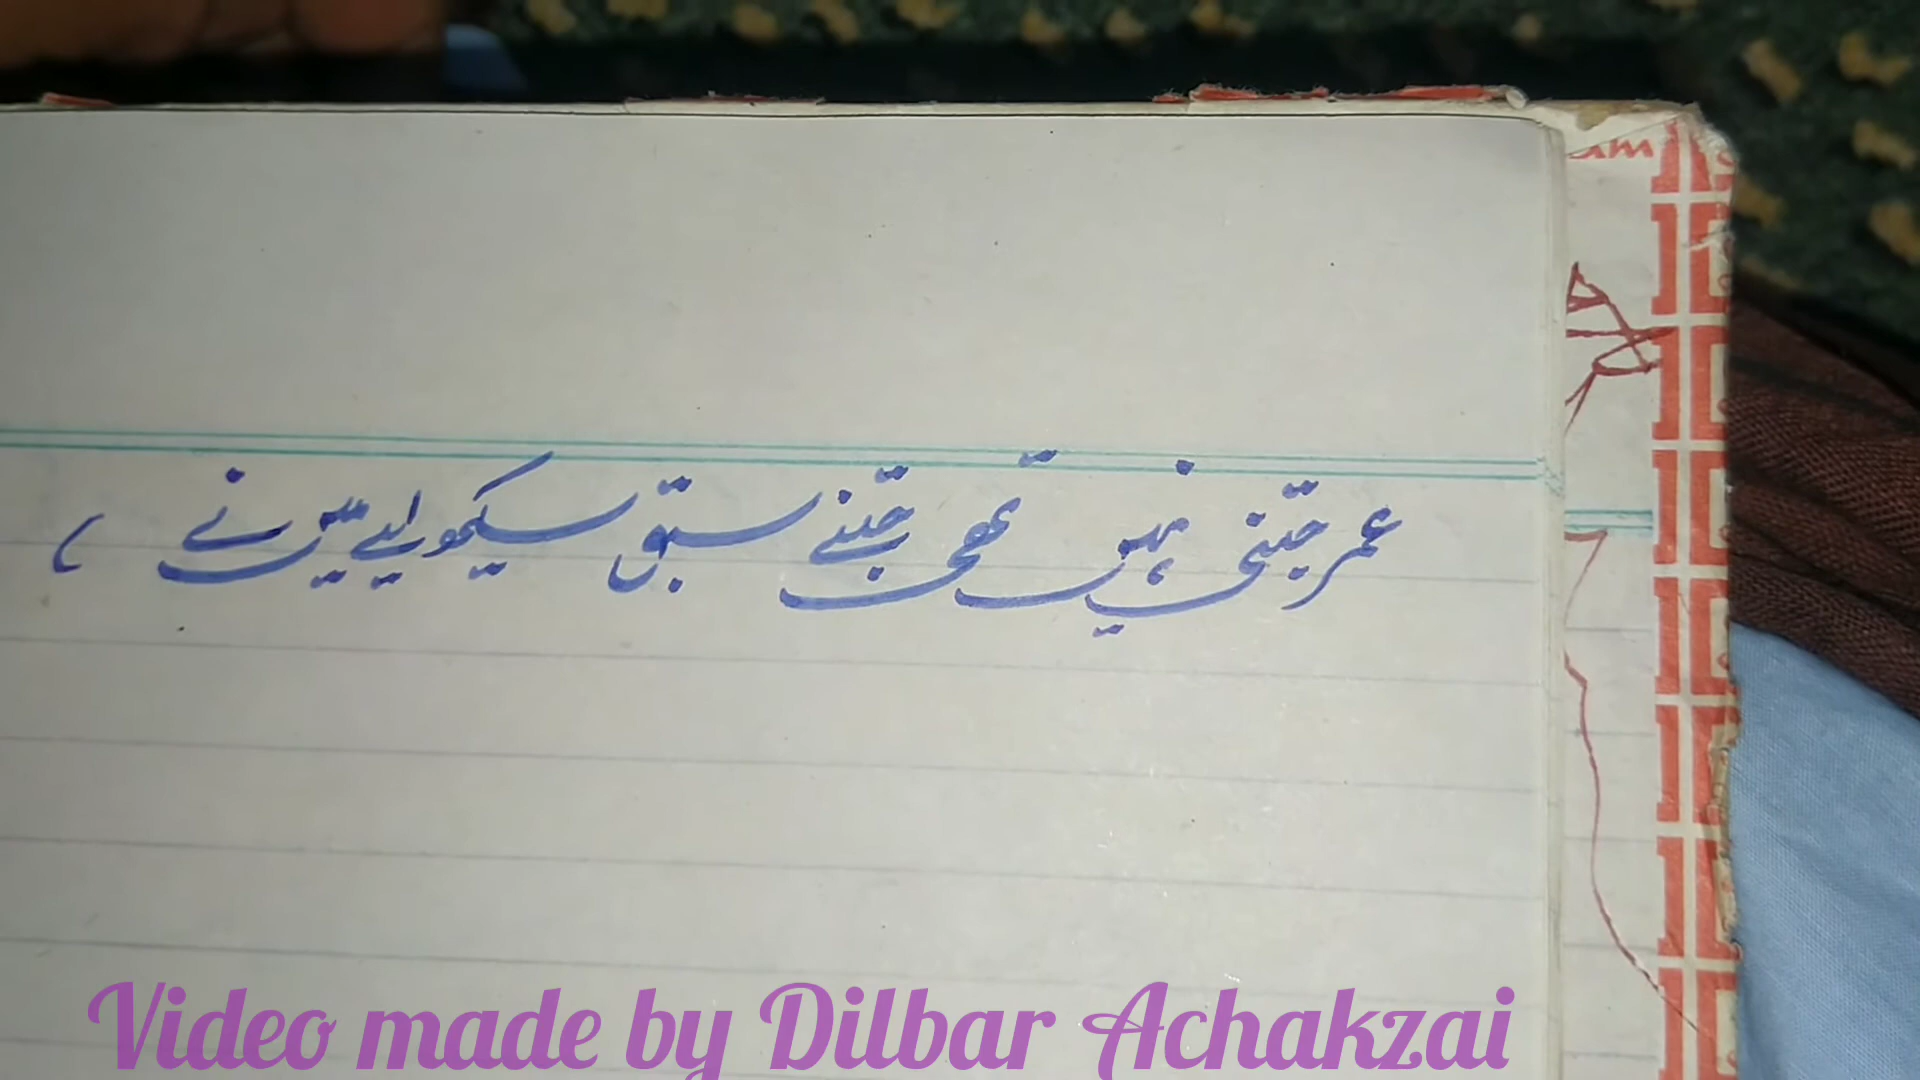 عمر جتنی نہیں تھی جتنے سبق سیکھ لیے میں نے ،
Video made by Dilbar Achakzai